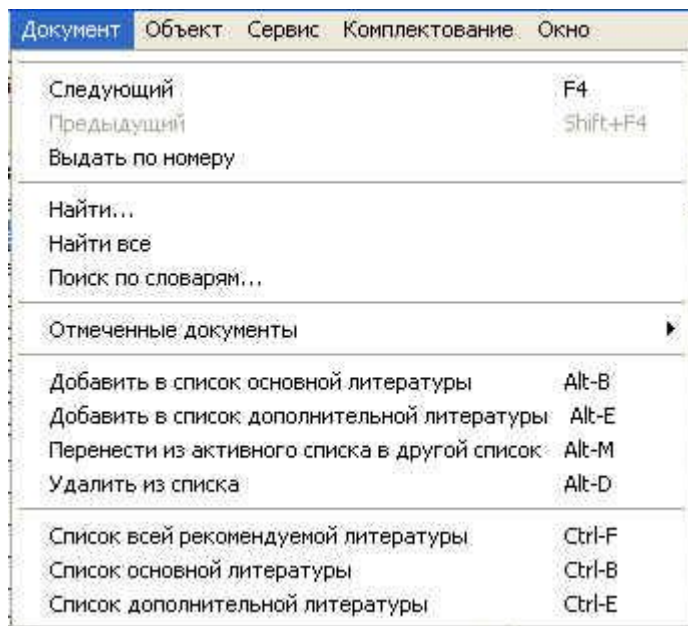 Документ Объект Сервис Комплектование Окно
Следующий F4
Предыдущий Shift+F4
Выдать по номеру
Найти...
Найти все
Поиск по словарям...
Отмеченные документы
Добавить в список основной литературы Alt-B
Добавить в список дополнительной литературы Alt-E
Перенести из активного списка в другой список Alt-M
Удалить из списка Alt-D
Список всей рекомендуемой литературы Ctrl-F
Список основной литературы Ctrl-B
Список дополнительной литературы Ctrl-E